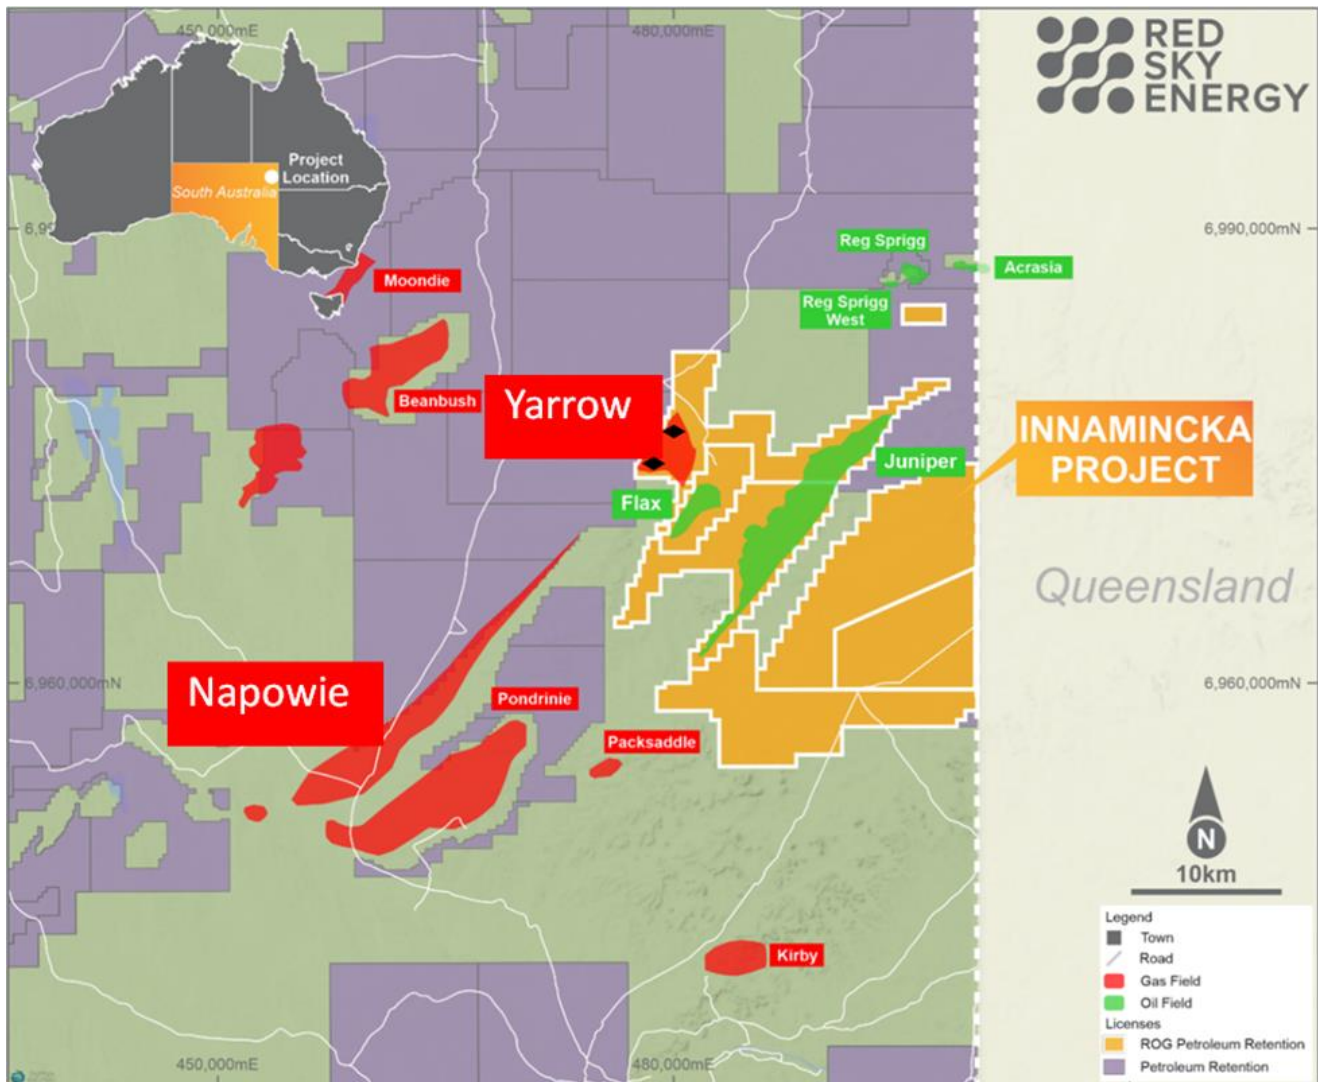 450,000mE
480,000mE
RED
SKY
ENERGY
Project
Location
South Australia
6,990,000mN
Reg Sprigg
Acrasia
Moondie
Reg Sprigg
West
Beanbush
Yarrow
INNAMINCKA
PROJECT
Juniper
Flax
Queensland
Napowie
6,960,000mN
6,960,000mN
Pondrinie
Packsaddle
N
10km
Kirby
Legend
Town
Road
Gas Field
Oil Field
Licenses
ROG Petroleum Retention
Petroleum Retention
450,000mE
480,000mE